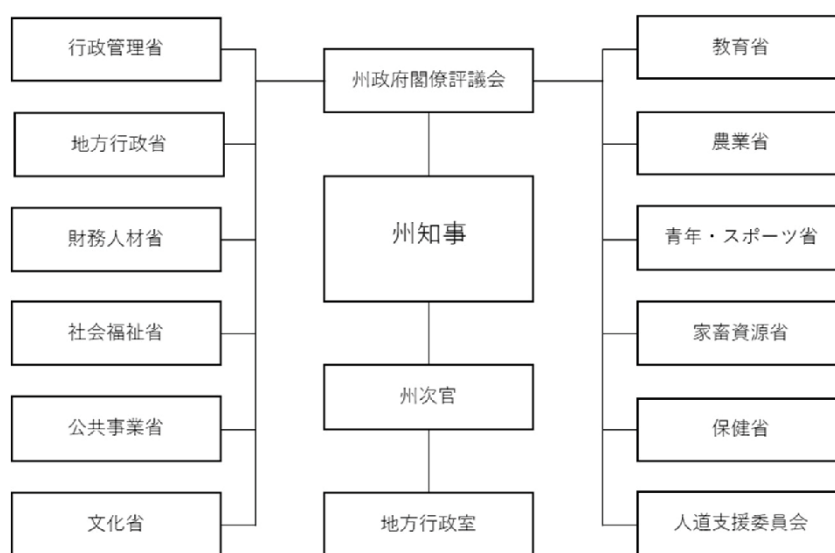 行政管理省
州政府閣僚評議会
教育省
地方行政省
農業省
州知事
財務人材省
青年・スポーツ省
社会福祉省
家畜資源省
州次官
公共事業省
保健省
文化省
地方行政室
人道支援委員会